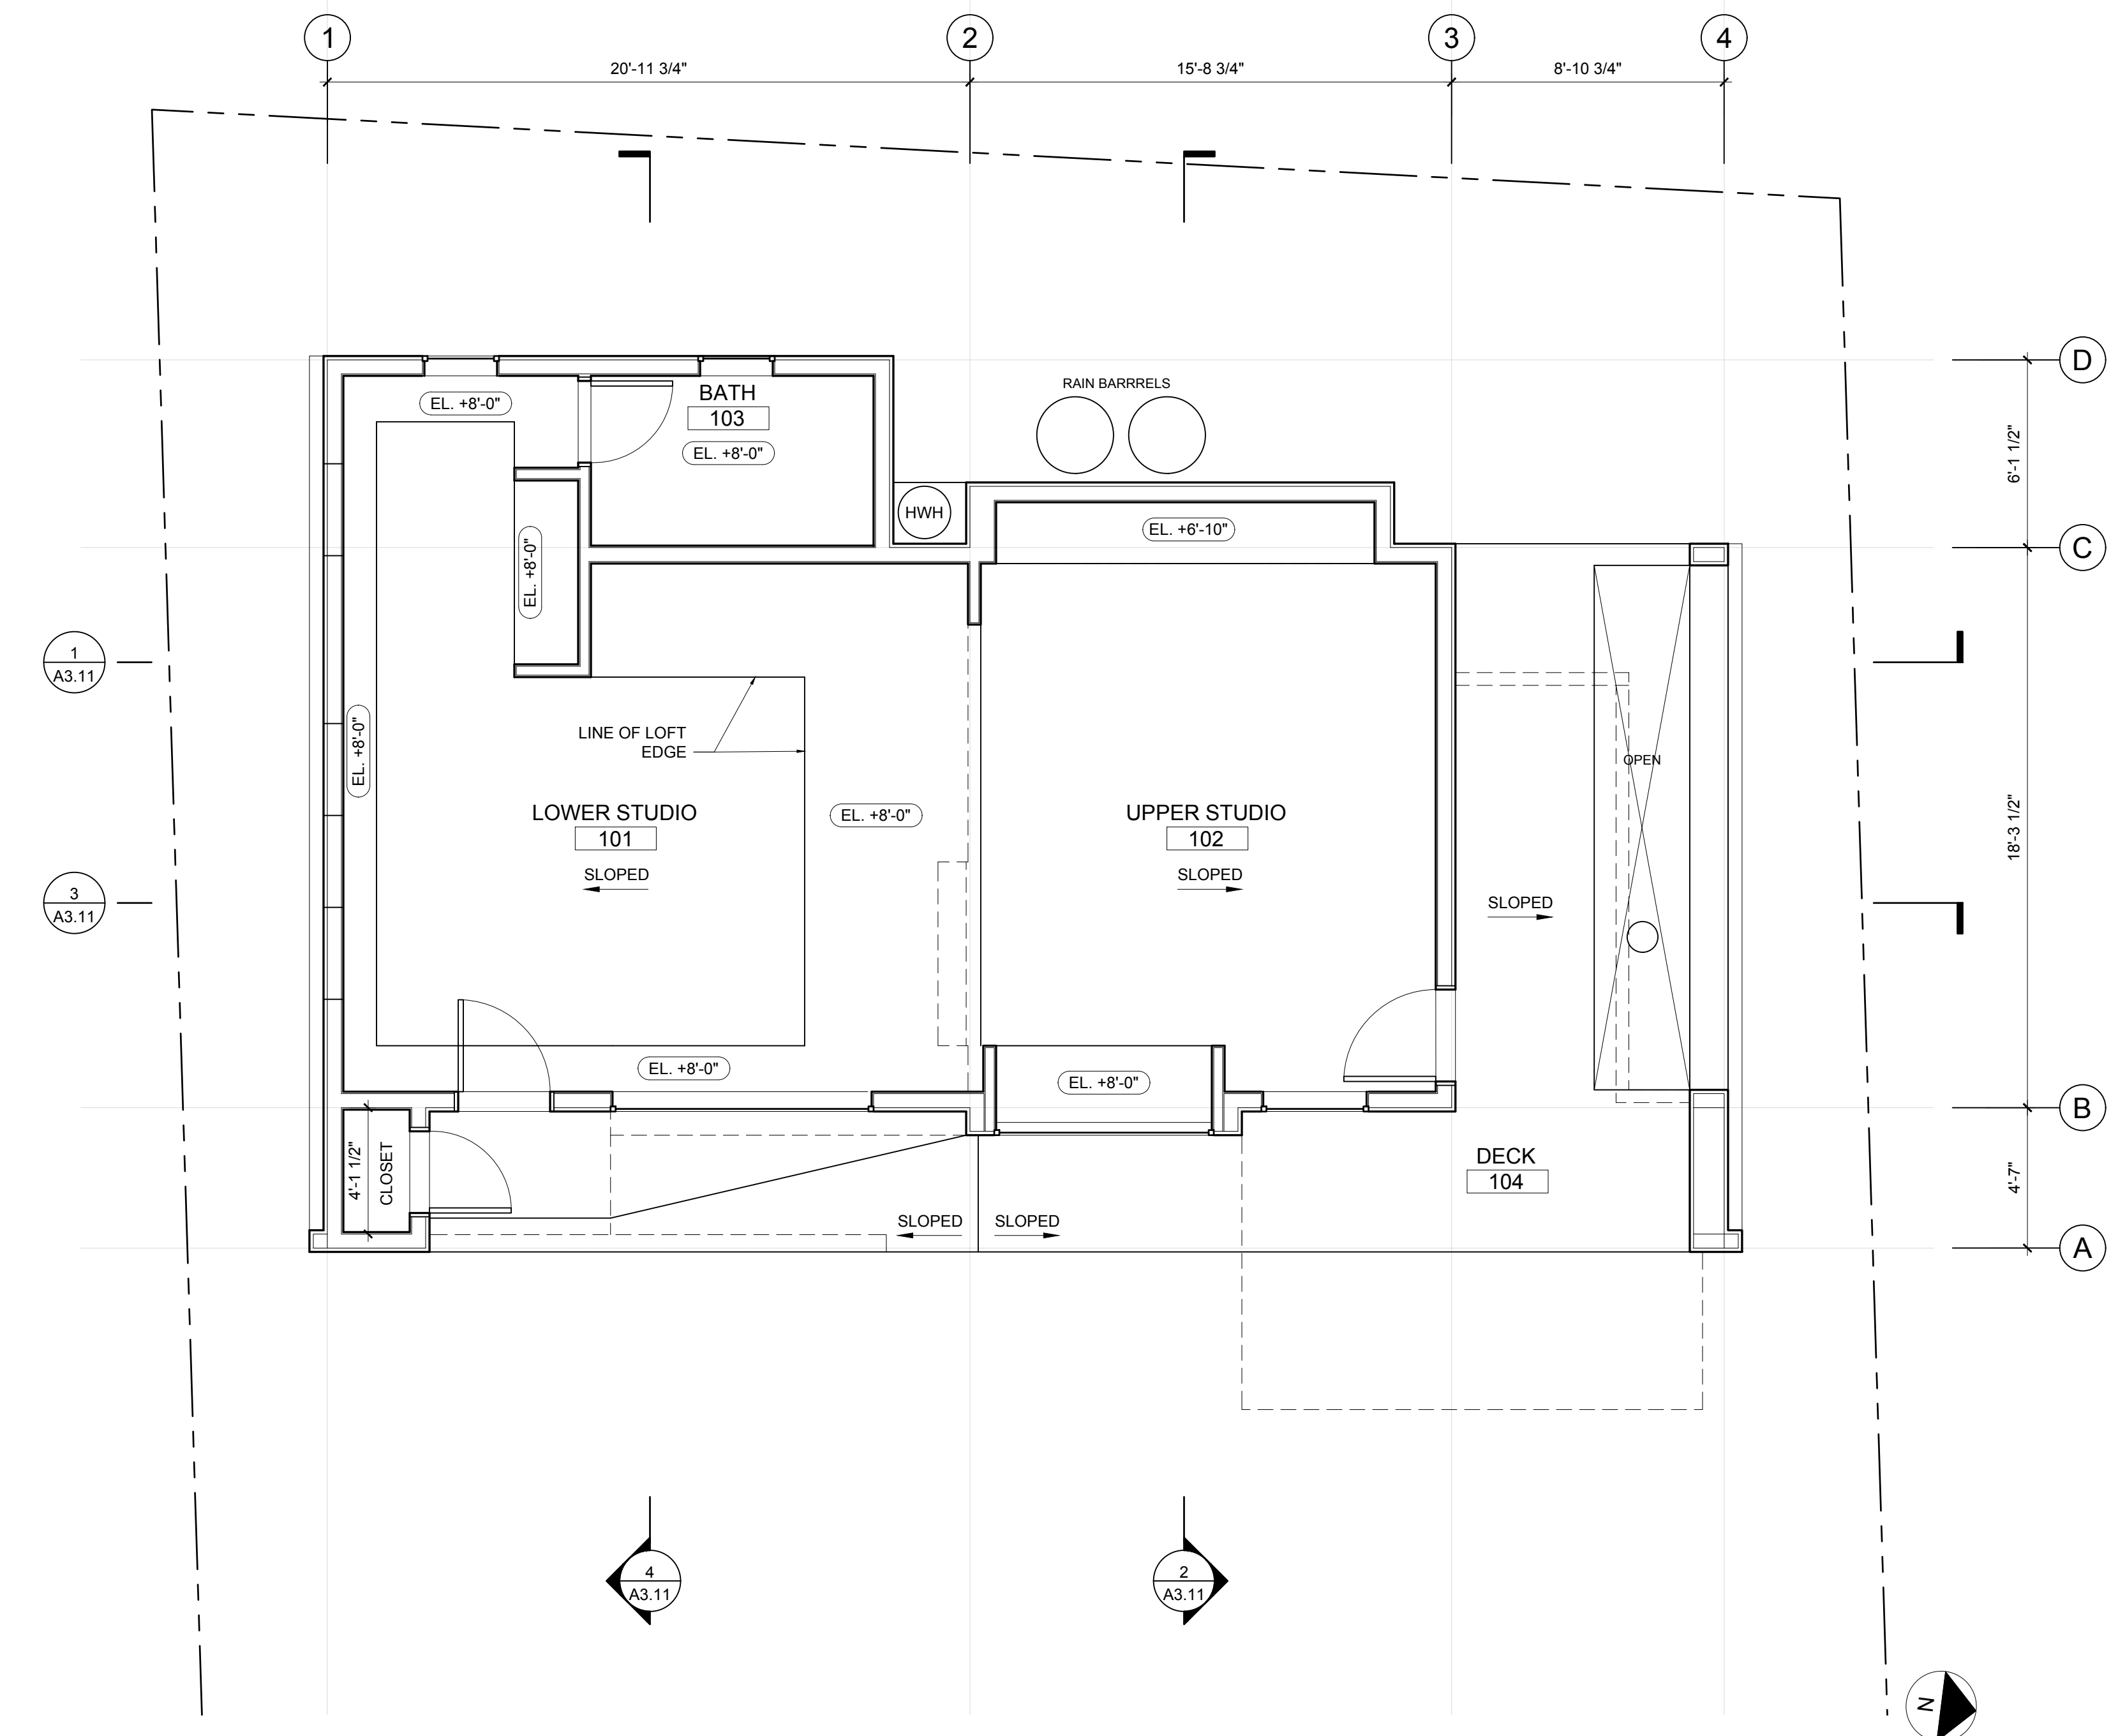 1
2
3
4
20'-11 3/4"
15'-8 3/4"
8'-10 3/4"
D
RAIN BARRRELS
BATH
103
EL. +8'-0"
EL. +8'-0"
6'-1 1/2"
HWH
EL. +6'-10"
C
EL. +8'-0"
1
A3.11
LINE OF LOFT
EDGE
EL. +8'-0"
OPEN
LOWER STUDIO
101
SLOPED
EL. +8'-0"
UPPER STUDIO
102
SLOPED
18'-3 1/2"
3
A3.11
SLOPED
EL. +8'-0"
EL. +8'-0"
B
4'-1 1/2"
CLOSET
DECK
104
4'-7"
SLOPED
SLOPED
A
4
A3.11
2
A3.11
N